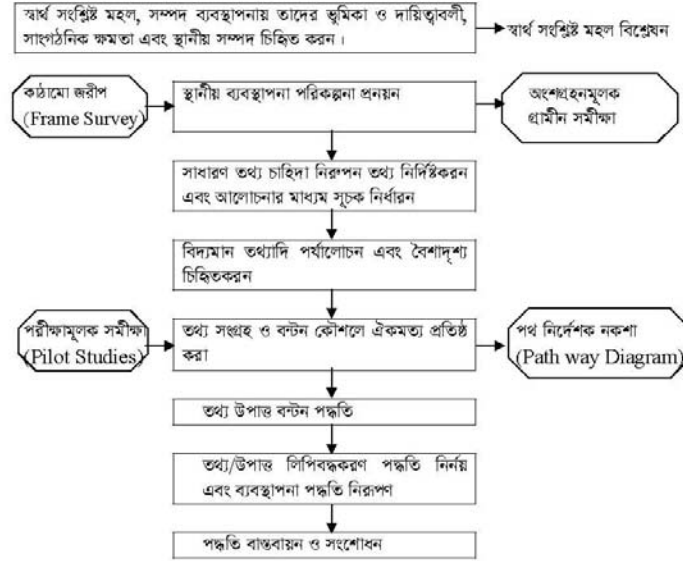 স্বার্থ সংশ্লিষ্ট মহল, সম্পদ ব্যবস্থাপনায় তাদের ভূমিকা ও দায়িত্বাবলী,
সাংগঠনিক ক্ষমতা এবং স্থানীয় সম্পদ চিহ্নিত করন।
স্বার্থ সংশ্লিষ্ট মহল বিশ্লেষন
কাঠামো জরীপ
(Frame Survey)
স্থানীয় ব্যবস্থাপনা পরিকল্পনা প্রনয়ন
অংশগ্রহনমূলক
গ্রামীন সমীক্ষা
সাধারণ তথ্য চাহিদা নিরুপন তথ্য নির্দিষ্টকরন
এবং আলোচনার মাধ্যম সূচক নির্ধারন
বিদ্যমান তথ্যাদি পর্যালোচন এবং বৈশাদৃশ্য
চিহ্নিতকরন
পরীক্ষামূলক সমীক্ষা
(Pilot Studies)
তথ্য সংগ্রহ ও বন্টন কৌশলে ঐকমত্য প্রতিষ্ঠ
করা
পথ নির্দেশক নকশা
(Path way Diagram)
তথ্য উপাত্ত বন্টন পদ্ধতি
তথ্য/উপাত্ত লিপিবদ্ধকরণ পদ্ধতি নির্নয়
এবং ব্যবস্থাপনা পদ্ধতি নিরূপণ
পদ্ধতি বাস্তবায়ন ও সংশোধন